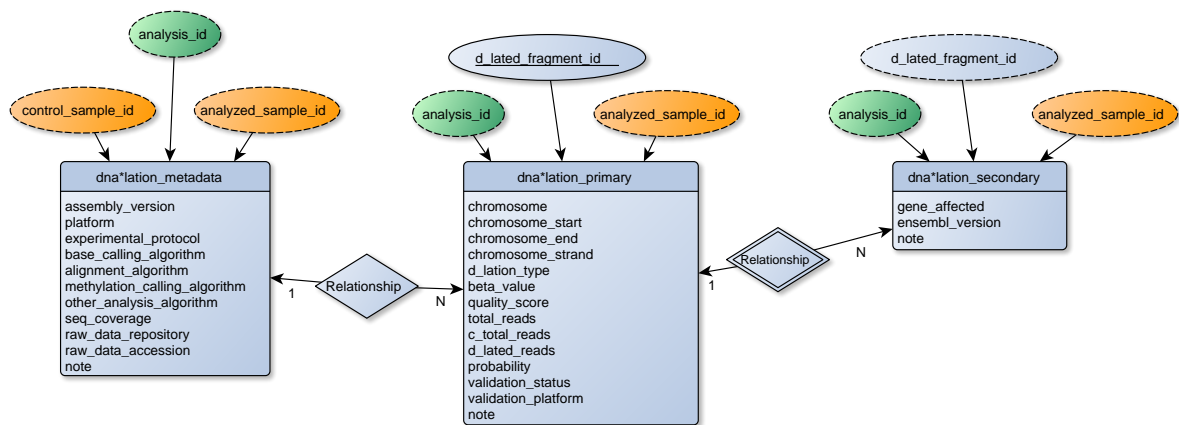 analysis_id
control_sample_id
analyzed_sample_id
dna*lation_metadata
assembly_version
platform
experimental_protocol
base_calling_algorithm
alignment_algorithm
methylation_calling_algorithm
other_analysis_algorithm
seq_coverage
raw_data_repository
raw_data_accession
note
1
Relationship
N
d_lated_fragment_id
analysis_id
analyzed_sample_id
dna*lation_primary
chromosome
chromosome_start
chromosome_end
chromosome_strand
d_lation_type
beta_value
quality_score
total_reads
c_total_reads
d_lated_reads
probability
validation_status
validation_platform
note
1
Relationship
N
d_lated_fragment_id
analysis_id
analyzed_sample_id
dna*lation_secondary
gene_affected
ensembl_version
note